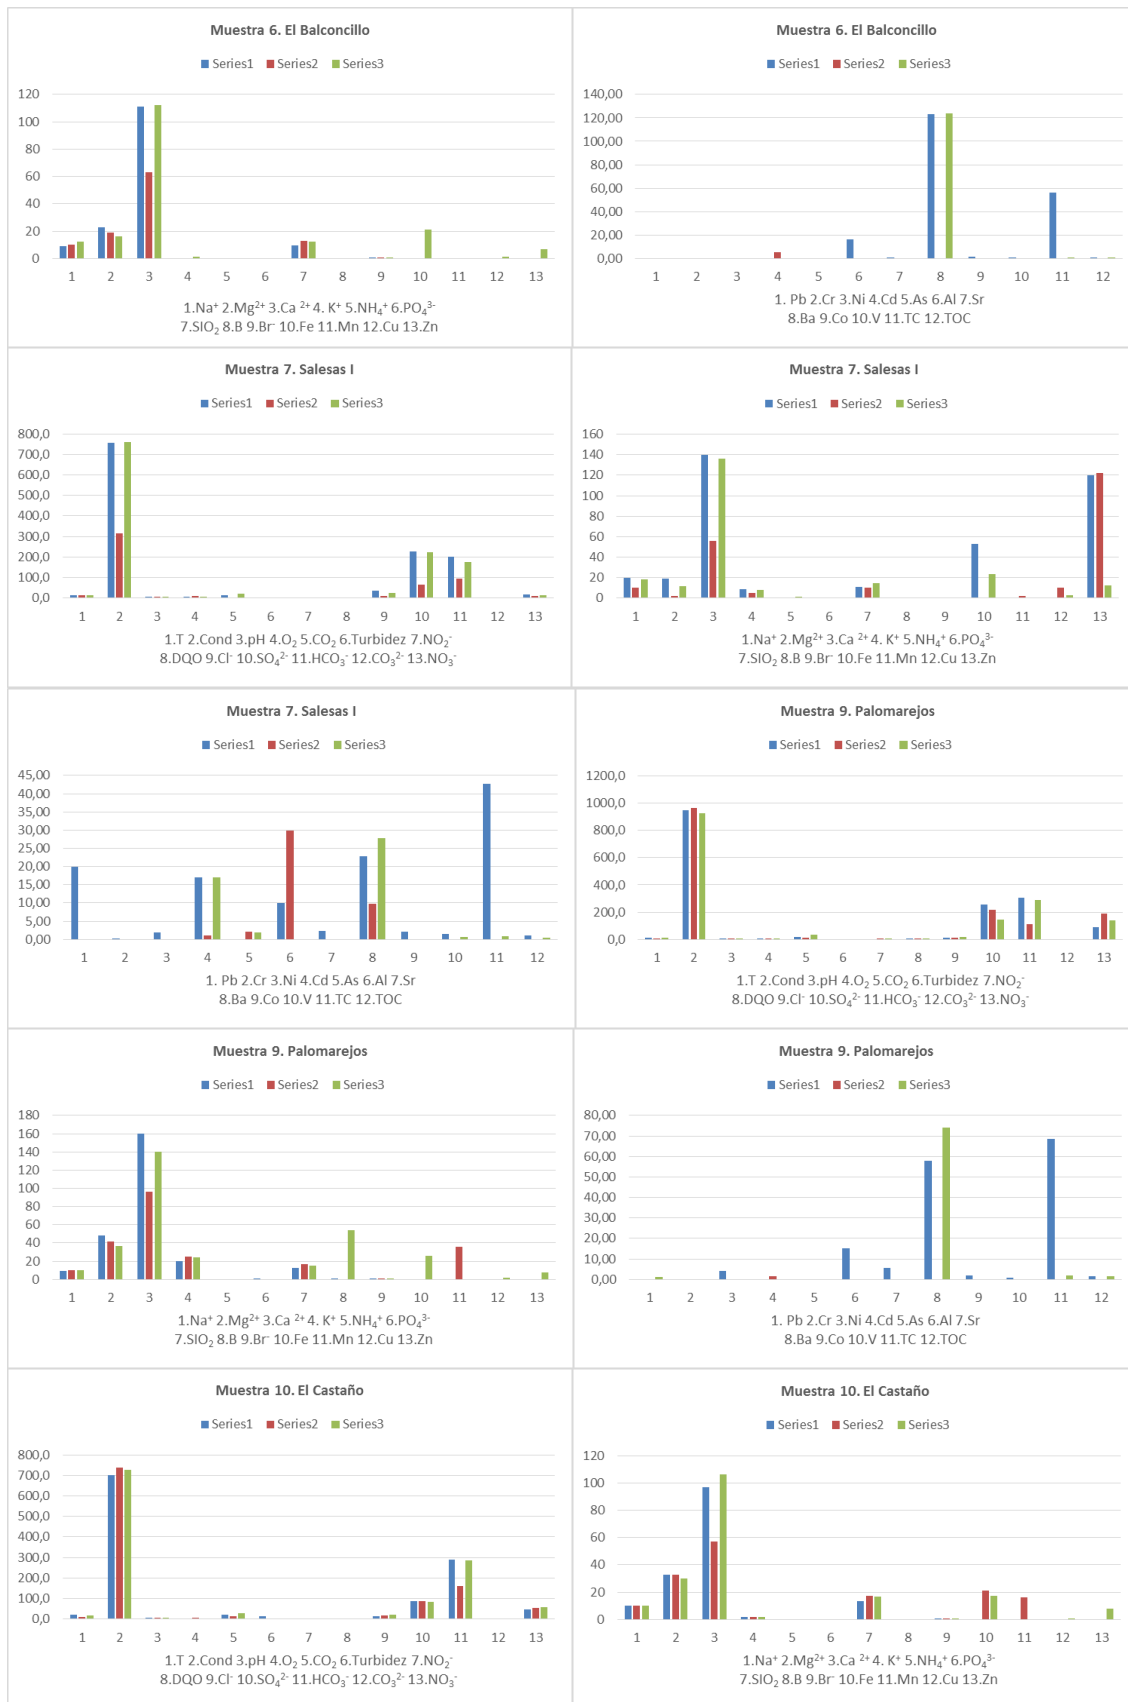 Muestra 6. El Balconcillo
Series1 Series2 Series3
120
100
80
60
40
20
0
1 2 3 4 5 6 7 8 9 10 11 12 13
1.Na⁺ 2.Mg²⁺ 3.Ca ²⁺ 4. K⁺ 5.NH₄⁺ 6.PO₄³⁻
7.SIO₂ 8.B 9.Br⁻ 10.Fe 11.Mn 12.Cu 13.Zn
Muestra 6. El Balconcillo
Series1 Series2 Series3
140,00
120,00
100,00
80,00
60,00
40,00
20,00
0,00
1 2 3 4 5 6 7 8 9 10 11 12
1. Pb 2.Cr 3.Ni 4.Cd 5.As 6.Al 7.Sr
8.Ba 9.Co 10.V 11.TC 12.TOC
Muestra 7. Salesas I
Series1 Series2 Series3
800,0
700,0
600,0
500,0
400,0
300,0
200,0
100,0
0,0
1 2 3 4 5 6 7 8 9 10 11 12 13
1.T 2.Cond 3.pH 4.O₂ 5.CO₂ 6.Turbidez 7.NO₂⁻
8.DQO 9.Cl⁻ 10.SO₄²⁻ 11.HCO₃⁻ 12.CO₃²⁻ 13.NO₃⁻
Muestra 7. Salesas I
Series1 Series2 Series3
160
140
120
100
80
60
40
20
0
1 2 3 4 5 6 7 8 9 10 11 12 13
1.Na⁺ 2.Mg²⁺ 3.Ca ²⁺ 4. K⁺ 5.NH₄⁺ 6.PO₄³⁻
7.SIO₂ 8.B 9.Br⁻ 10.Fe 11.Mn 12.Cu 13.Zn
Muestra 7. Salesas I
Series1 Series2 Series3
45,00
40,00
35,00
30,00
25,00
20,00
15,00
10,00
5,00
0,00
1 2 3 4 5 6 7 8 9 10 11 12
1. Pb 2.Cr 3.Ni 4.Cd 5.As 6.Al 7.Sr
8.Ba 9.Co 10.V 11.TC 12.TOC
Muestra 9. Palomarejos
Series1 Series2 Series3
1200,0
1000,0
800,0
600,0
400,0
200,0
0,0
1 2 3 4 5 6 7 8 9 10 11 12 13
1.T 2.Cond 3.pH 4.O₂ 5.CO₂ 6.Turbidez 7.NO₂⁻
8.DQO 9.Cl⁻ 10.SO₄²⁻ 11.HCO₃⁻ 12.CO₃²⁻ 13.NO₃⁻
Muestra 9. Palomarejos
Series1 Series2 Series3
180
160
140
120
100
80
60
40
20
0
1 2 3 4 5 6 7 8 9 10 11 12 13
1.Na⁺ 2.Mg²⁺ 3.Ca ²⁺ 4. K⁺ 5.NH₄⁺ 6.PO₄³⁻
7.SIO₂ 8.B 9.Br⁻ 10.Fe 11.Mn 12.Cu 13.Zn
Muestra 9. Palomarejos
Series1 Series2 Series3
80,00
70,00
60,00
50,00
40,00
30,00
20,00
10,00
0,00
1 2 3 4 5 6 7 8 9 10 11 12
1. Pb 2.Cr 3.Ni 4.Cd 5.As 6.Al 7.Sr
8.Ba 9.Co 10.V 11.TC 12.TOC
Muestra 10. El Castaño
Series1 Series2 Series3
800,0
700,0
600,0
500,0
400,0
300,0
200,0
100,0
0,0
1 2 3 4 5 6 7 8 9 10 11 12 13
1.T 2.Cond 3.pH 4.O₂ 5.CO₂ 6.Turbidez 7.NO₂⁻
8.DQO 9.Cl⁻ 10.SO₄²⁻ 11.HCO₃⁻ 12.CO₃²⁻ 13.NO₃⁻
Muestra 10. El Castaño
Series1 Series2 Series3
120
100
80
60
40
20
0
1 2 3 4 5 6 7 8 9 10 11 12 13
1.Na⁺ 2.Mg²⁺ 3.Ca ²⁺ 4. K⁺ 5.NH₄⁺ 6.PO₄³⁻
7.SIO₂ 8.B 9.Br⁻ 10.Fe 11.Mn 12.Cu 13.Zn